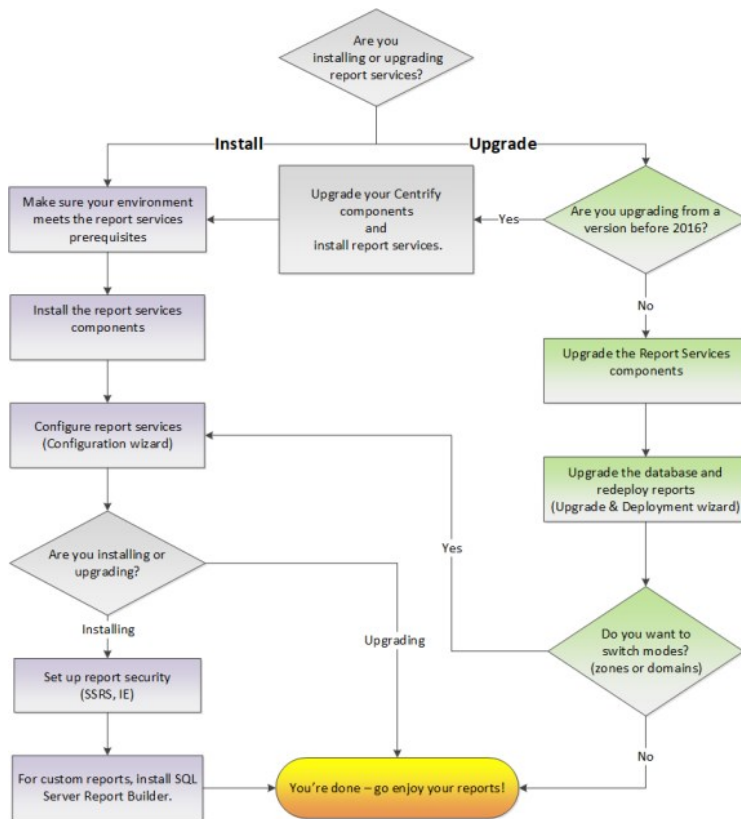 Are you
installing or upgrading
report services?
Install
Upgrade
Make sure your environment
meets the report services
prerequisites
Upgrade your Centrify
components
and
install report services.
Yes
Are you upgrading from a
version before 2016?
No
Install the report services
components
Upgrade the Report Services
components
Configure report services
(Configuration wizard)
Upgrade the database and
redeploy reports
(Upgrade & Deployment wizard)
Yes
Are you installing or
upgrading?
Installing
Upgrading
Do you want to
switch modes?
(zones or domains)
Set up report security
(SSRS, IE)
No
For custom reports, install SQL
Server Report Builder.
You're done – go enjoy your reports!